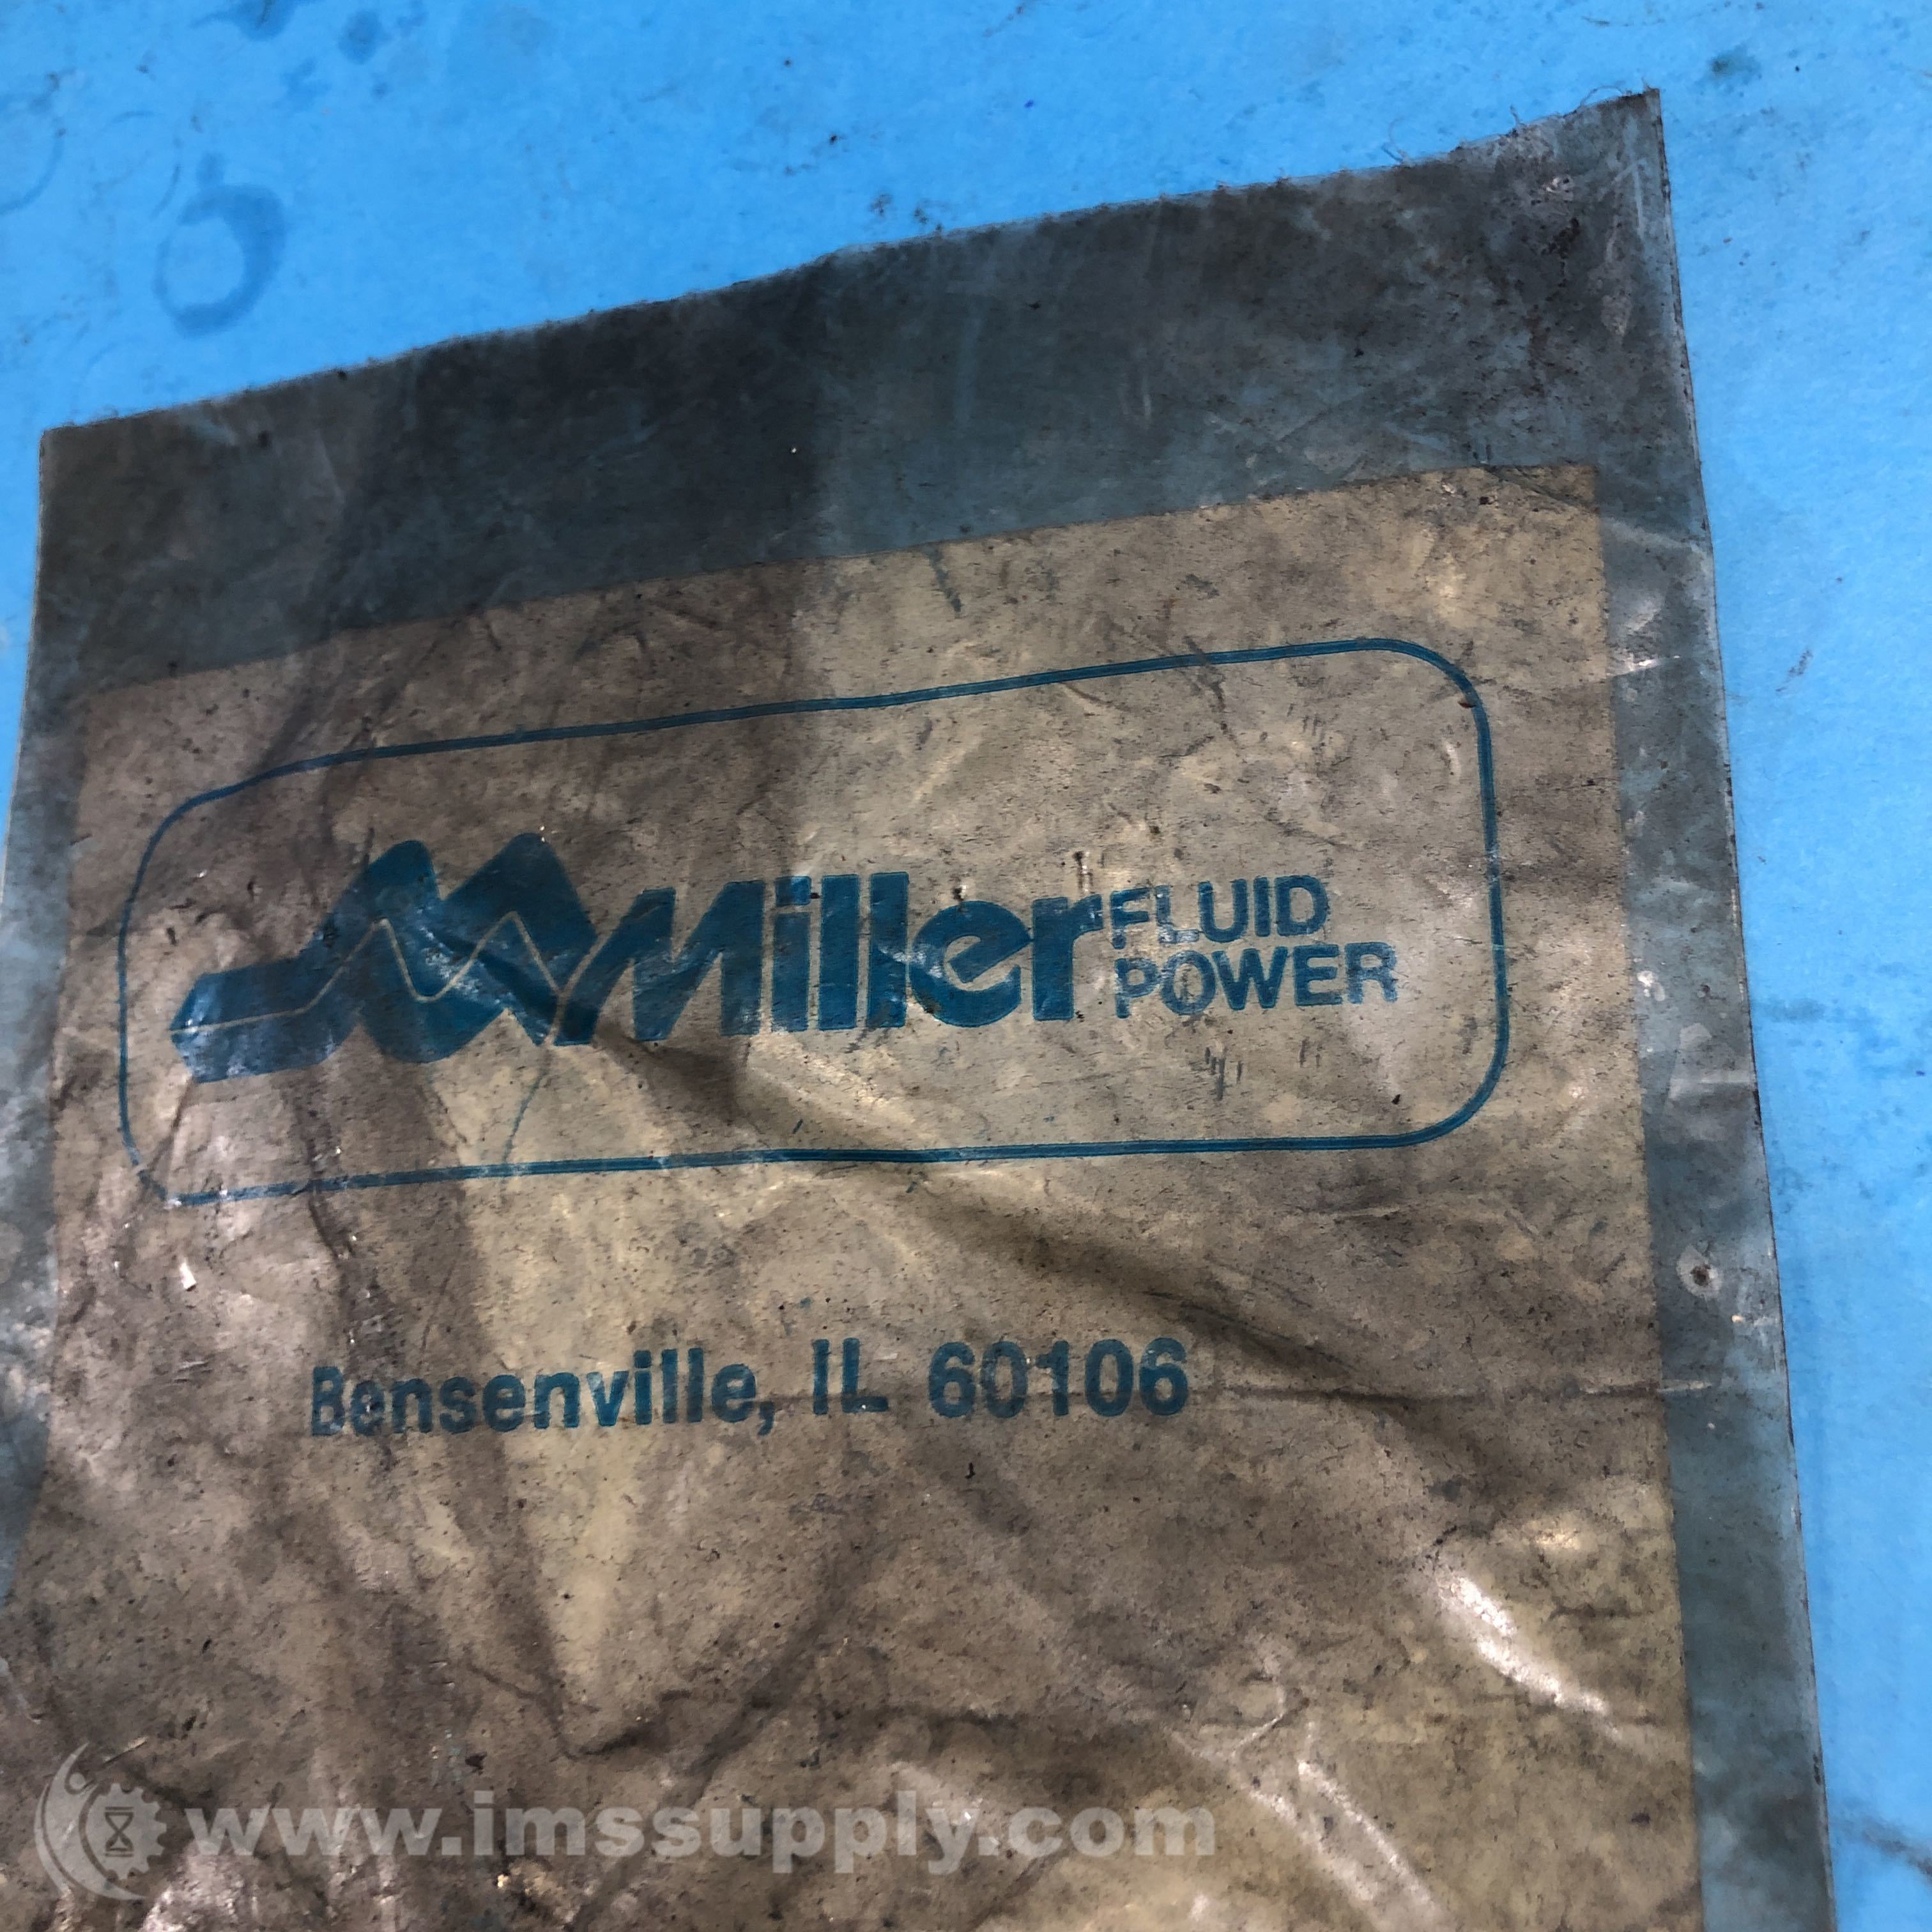 Miller FLUID
POWER
Bensenville, IL 60106
www.imssupply.com